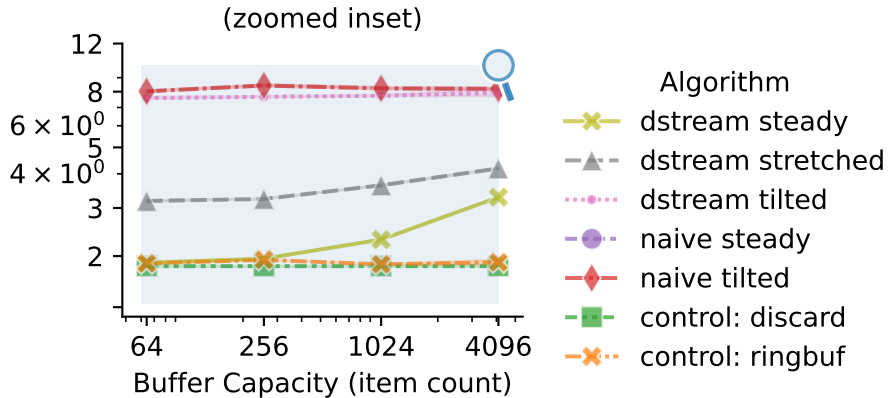 (zoomed inset)
12
8
6 × 10⁰
5
4 × 10⁰
3
2
64 256 1024 4096
Buffer Capacity (item count)
Algorithm
dstream steady
dstream stretched
dstream tilted
naive steady
naive tilted
control: discard
control: ringbuf